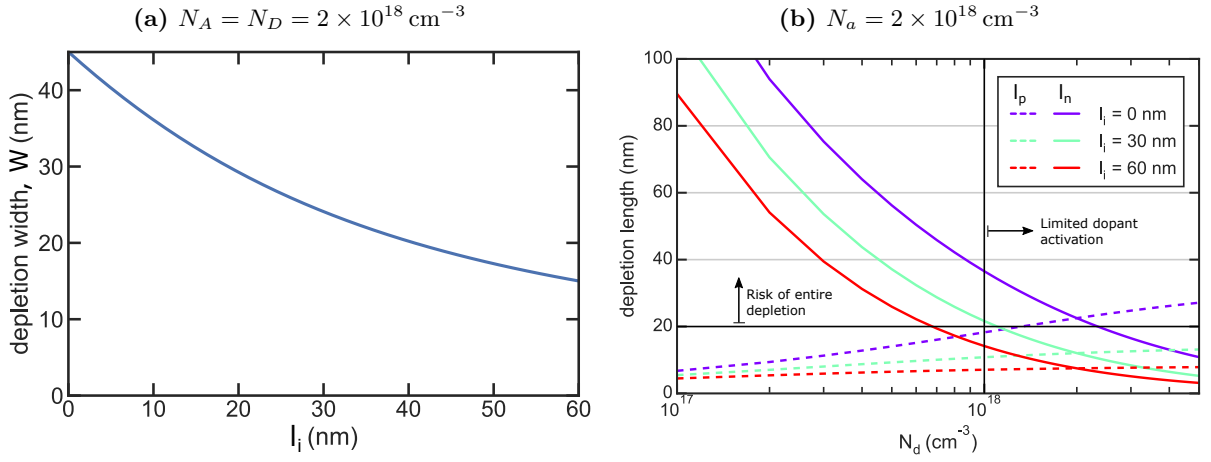 (a) N_A = N_D = 2 × 10^18 cm^−3
40
30
20
10
0
0 10 20 30 40 50 60
depletion width, W (nm)
l_i (nm)
(b) N_a = 2 × 10^18 cm^−3
100
80
60
40
20
0
10^17 10^18
depletion length (nm)
N_d (cm^-3)
l_p l_n
l_i = 0 nm
l_i = 30 nm
l_i = 60 nm
Limited dopant
activation
Risk of entire
depletion